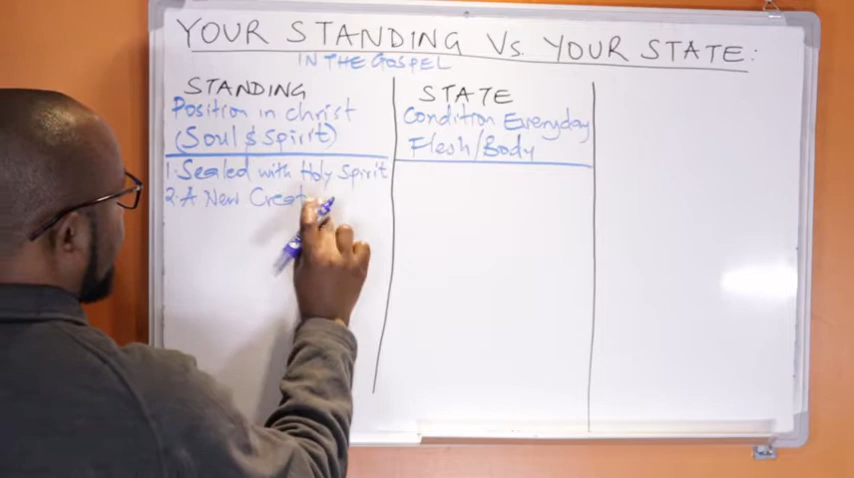 YOUR STANDING Vs. YOUR STATE:
IN THE GOSPEL
STANDING
Position in Christ
(Soul & Spirit)
1. Sealed with Holy Spirit
2. A New Creat
STATE
Condition Everyday
Flesh/Body